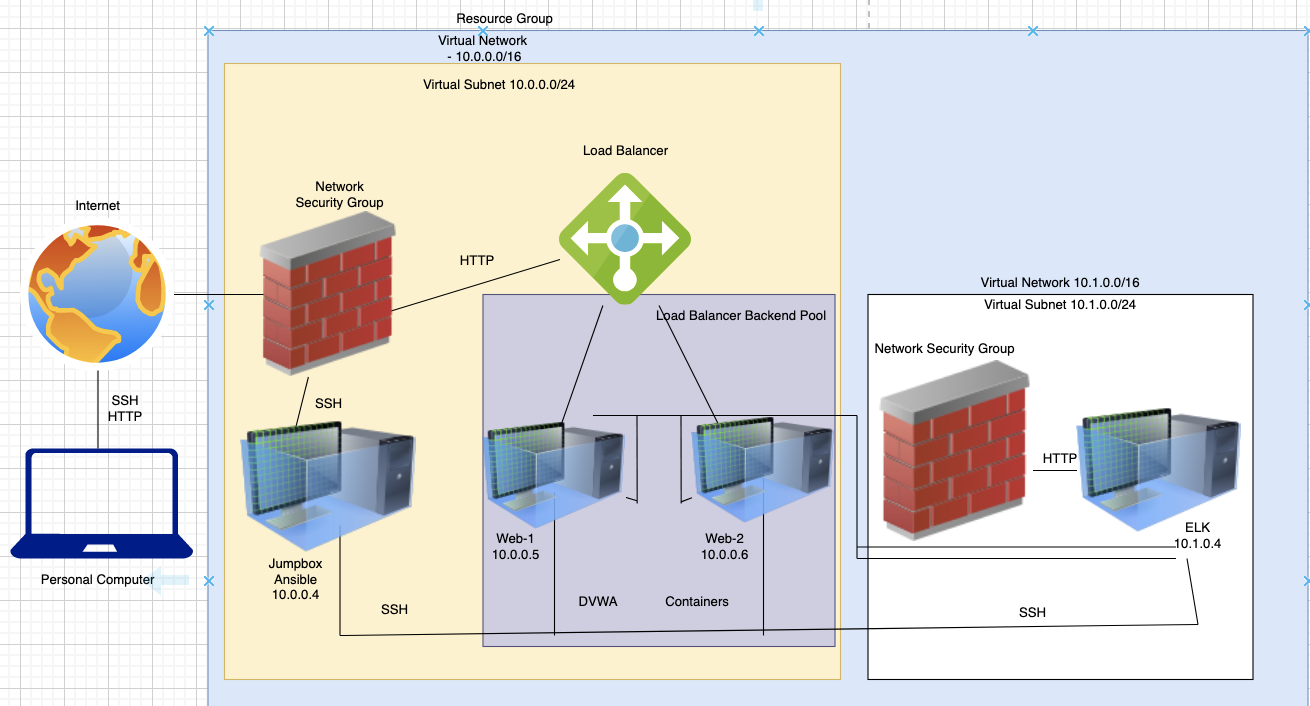 Resource Group
Virtual Network
- 10.0.0.0/16
Virtual Subnet 10.0.0.0/24
Load Balancer
Network
Security Group
Internet
HTTP
Load Balancer Backend Pool
Virtual Network 10.1.0.0/16
Virtual Subnet 10.1.0.0/24
Network Security Group
SSH
HTTP
SSH
HTTP
Web-1
10.0.0.5
Web-2
10.0.0.6
ELK
10.1.0.4
Personal Computer
Jumpbox
Ansible
10.0.0.4
SSH
DVWA
Containers
SSH